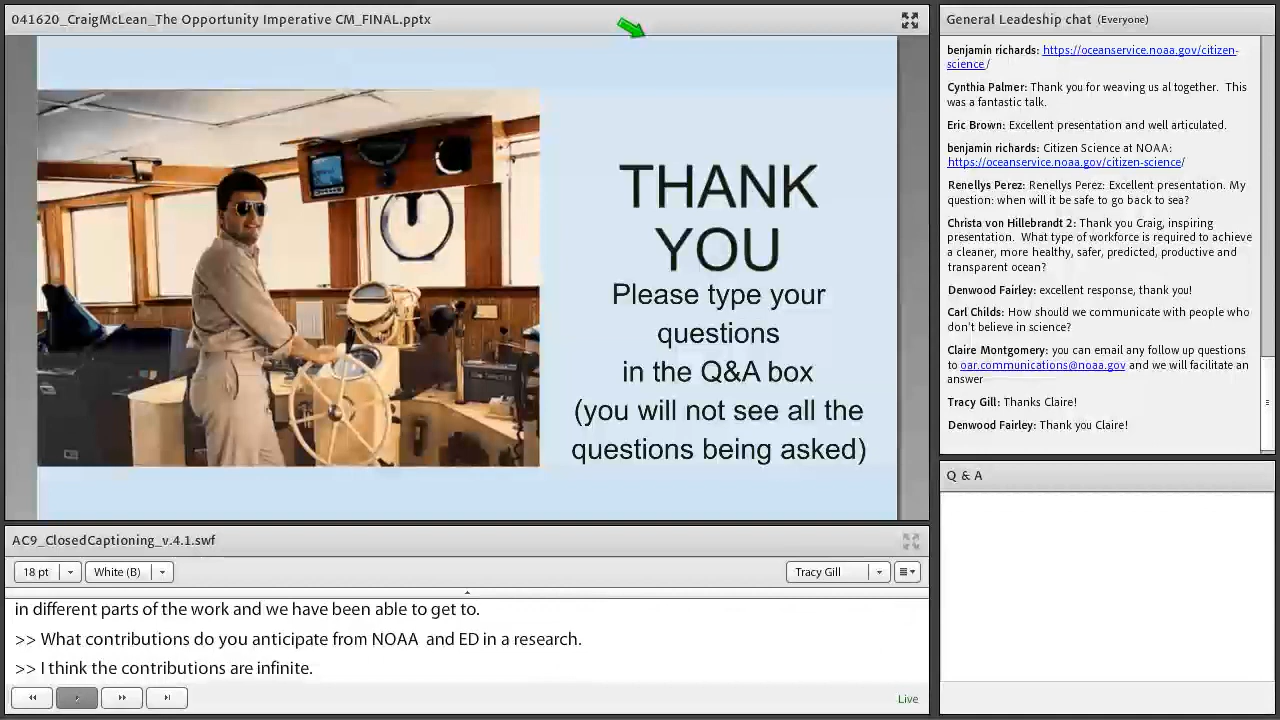 041620_CraigMcLean_The Opportunity Imperative CM_FINAL.pptx
THANK
YOU
Please type your
questions
in the Q&A box
(you will not see all the
questions being asked)
AC9_ClosedCaptioning_v.4.1.swf
18 pt
White (B)
Tracy Gill
in different parts of the work and we have been able to get to.
>> What contributions do you anticipate from NOAA  and ED in a research.
>> I think the contributions are infinite.
Live
General Leadership chat (Everyone)
benjamin richards: https://oceanservice.noaa.gov/citizen-
science /
Cynthia Palmer: Thank you for weaving us al together.  This
was a fantastic talk.
Eric Brown: Excellent presentation and well articulated.
benjamin richards: Citizen Science at NOAA:
https://oceanservice.noaa.gov/citizen-science/
Renellys Perez: Renellys Perez: Excellent presentation. My
question: when will it be safe to go back to sea?
Christa von Hillebrandt 2: Thank you Craig, inspiring
presentation.  What type of workforce is required to achieve
a cleaner, more healthy, safer, predicted, productive and
transparent ocean?
Denwood Fairley: excellent response, thank you!
Carl Childs: How should we communicate with people who
don't believe in science?
Claire Montgomery: you can email any follow up questions
to oar.communications@noaa.gov and we will facilitate an
answer
Tracy Gill: Thanks Claire!
Denwood Fairley: Thank you Claire!
Q & A